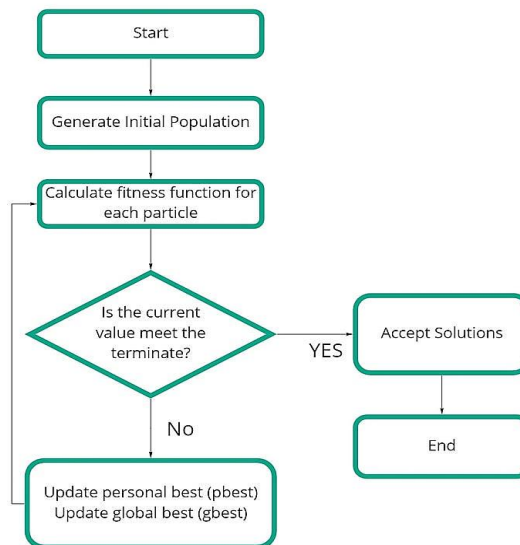 Start
Generate Initial Population
Calculate fitness function for
each particle
Is the current
value meet the
terminate?
YES
Accept Solutions
No
End
Update personal best (pbest)
Update global best (gbest)